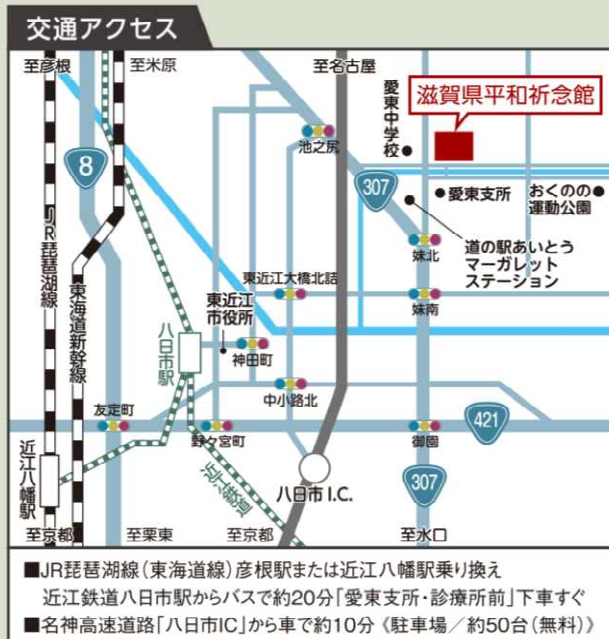 交通アクセス
至彦根
至米原
至名古屋
滋賀県平和祈念館
愛東中学校
池之尻
8
307
愛東支所
おくのの
運動公園
道の駅あいとう
マーガレット
ステーション
妹北
JR琵琶湖線
東海道新幹線
東近江大橋北詰
妹南
東近江
市役所
八日市駅
神田町
中小路北
友定町
野々宮町
御園
421
近江八幡駅
近江鉄道
八日市 I.C.
307
至京都
至栗東
至京都
至水口
■JR琵琶湖線(東海道線)彦根駅または近江八幡駅乗り換え
近江鉄道八日市駅からバスで約20分「愛東支所・診療所前」下車すぐ
■名神高速道路「八日市IC」から車で約10分《駐車場／約50台(無料)》